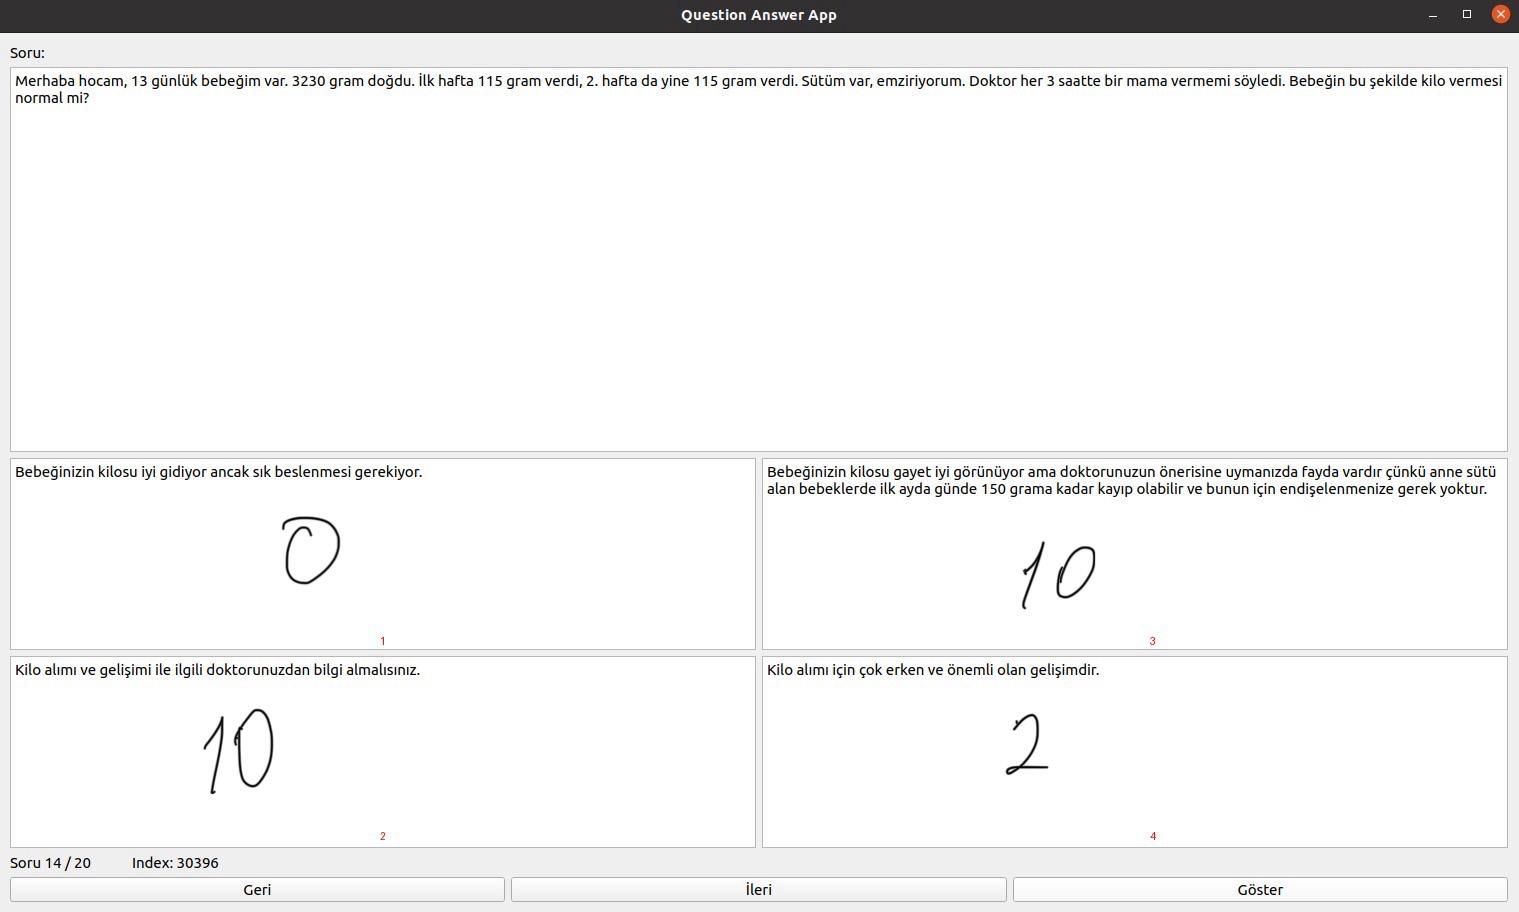 Question Answer App
Soru:
Merhaba hocam, 13 günlük bebeğim var. 3230 gram doğdu. İlk hafta 115 gram verdi, 2. hafta da yine 115 gram verdi. Sütüm var, emziriyorum. Doktor her 3 saatte bir mama vermemi söyledi. Bebeğin bu şekilde kilo vermesi
normal mi?
Bebeğinizin kilosu iyi gidiyor ancak sık beslenmesi gerekiyor.
0
1
Bebeğinizin kilosu gayet iyi görünüyor ama doktorunuzun önerisine uymanızda fayda vardır çünkü anne sütü
alan bebeklerde ilk ayda günde 150 grama kadar kayıp olabilir ve bunun için endişelenmenize gerek yoktur.
10
3
Kilo alımı ve gelişimi ile ilgili doktorunuzdan bilgi almalısınız.
10
2
Kilo alımı için çok erken ve önemli olan gelişimdir.
2
4
Soru 14 / 20 Index: 30396
Geri İleri Göster